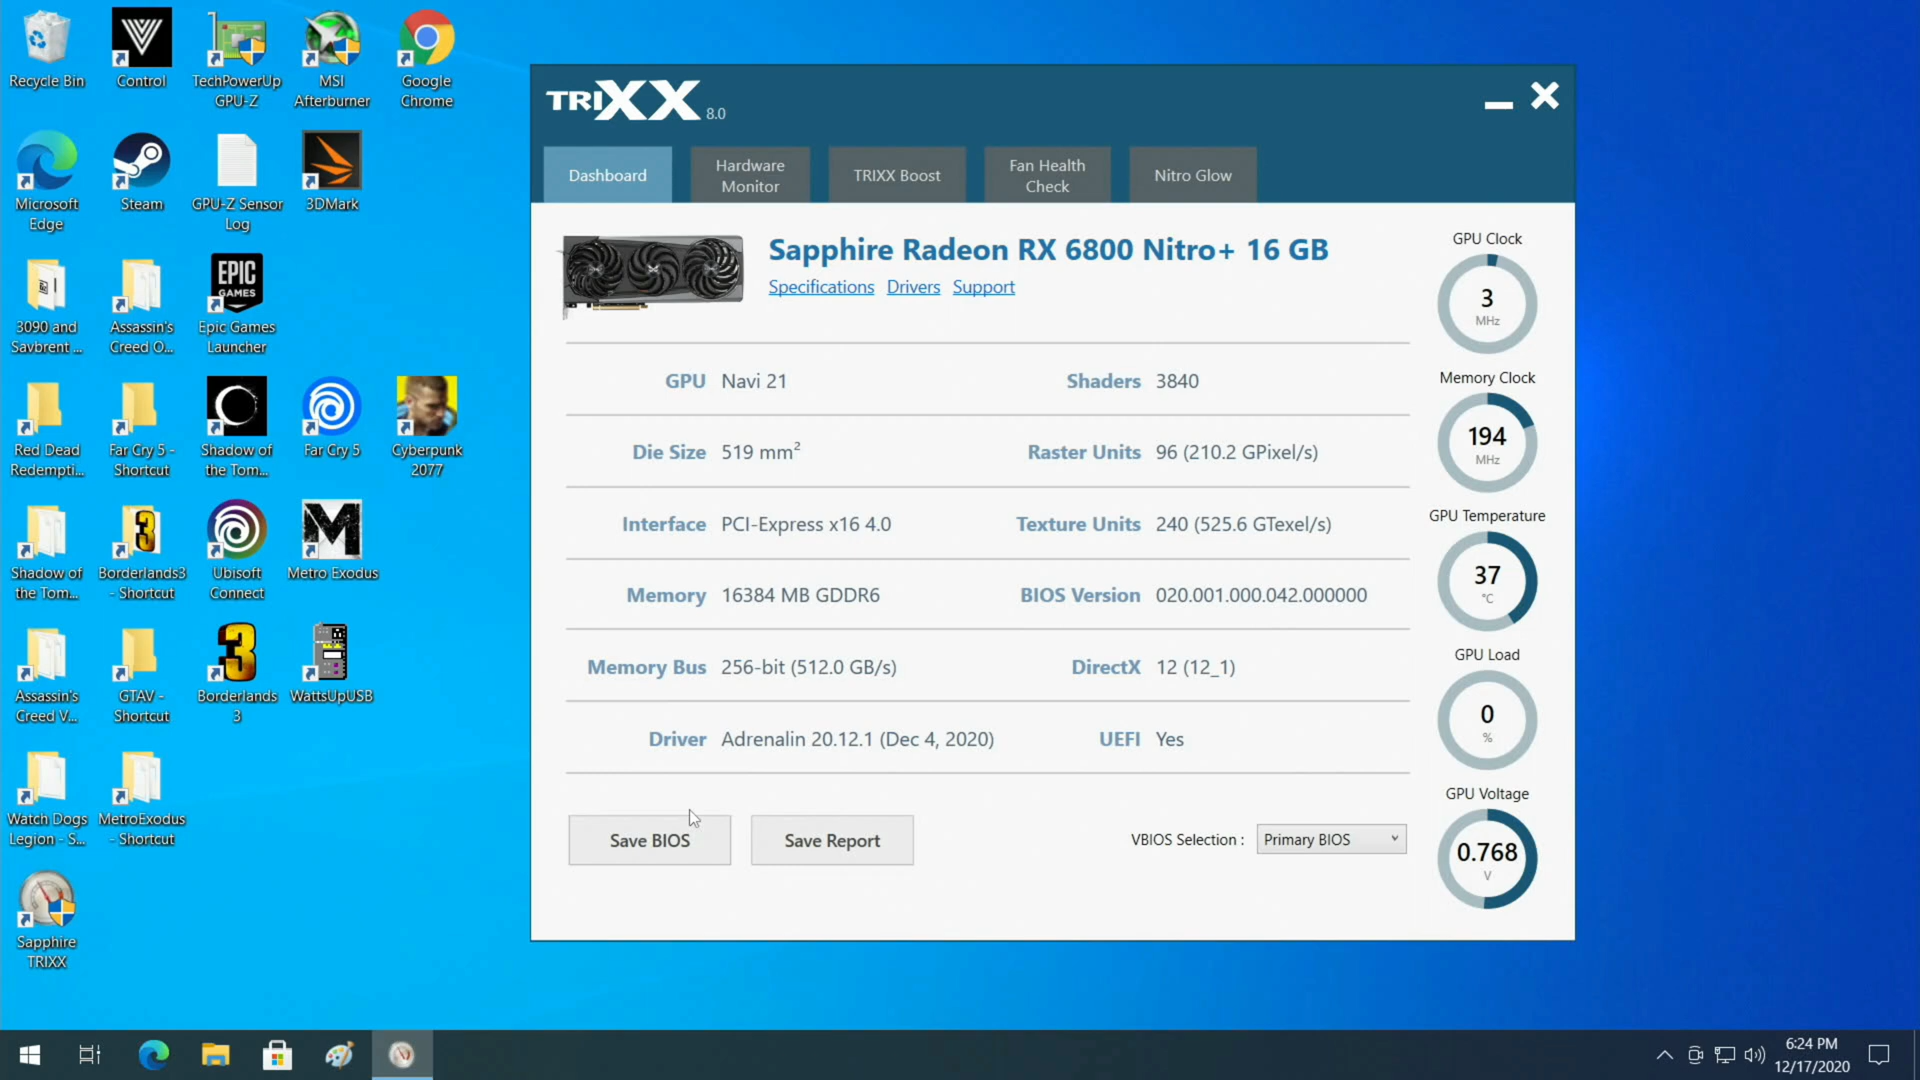 Recycle Bin
Control
TechPowerUp
GPU-Z
MSI
Afterburner
Google
Chrome
Microsoft
Edge
Steam
GPU-Z Sensor
Log
3DMark
3090 and
Savbrent ...
Assassin's
Creed O...
EPIC
GAMES
Epic Games
Launcher
Red Dead
Redempti...
Far Cry 5 -
Shortcut
Shadow of
the Tom...
Far Cry 5
Cyberpunk
2077
Shadow of
the Tom...
3
Borderlands3
- Shortcut
Ubisoft
Connect
M
Metro Exodus
Assassin's
Creed V...
GTAV -
Shortcut
3
Borderlands
3
WattsUpUSB
Watch Dogs
Legion - S...
MetroExodus
- Shortcut
Sapphire
TRIXX
TRIXX 8.0
Dashboard
Hardware
Monitor
TRIXX Boost
Fan Health
Check
Nitro Glow
Sapphire Radeon RX 6800 Nitro+ 16 GB
Specifications Drivers Support
GPU Navi 21
Shaders 3840
Die Size 519 mm²
Raster Units 96 (210.2 GPixel/s)
Interface PCI-Express x16 4.0
Texture Units 240 (525.6 GTexel/s)
Memory 16384 MB GDDR6
BIOS Version 020.001.000.042.000000
Memory Bus 256-bit (512.0 GB/s)
DirectX 12 (12_1)
Driver Adrenalin 20.12.1 (Dec 4, 2020)
UEFI Yes
Save BIOS
Save Report
VBIOS Selection :
Primary BIOS
GPU Clock
3
MHz
Memory Clock
194
MHz
GPU Temperature
37
°C
GPU Load
0
%
GPU Voltage
0.768
V
6:24 PM
12/17/2020